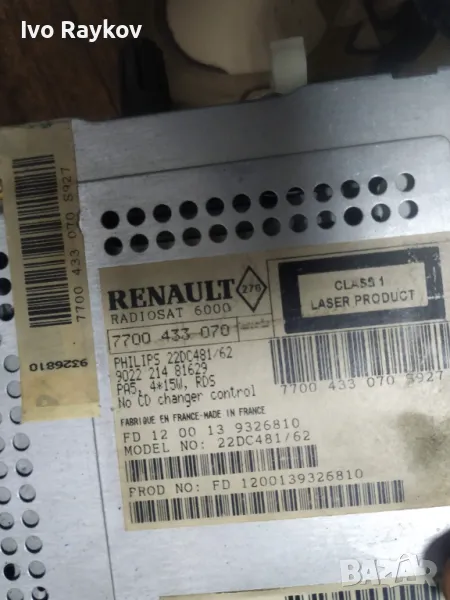 Ivo Raykov
7700 433 070 S927
9326810
RENAULT 276
RADIOSAT 6000
7700 433 070
CLASS 1
LASER PRODUCT
PHILIPS 22DC481/62
9022 214 81629
PA5, 4*15W, RDS
No CD changer control
7700 433 070 S927
FABRIQUE EN FRANCE-MADE IN FRANCE
FD 12 00 13 9326810
MODEL NO: 22DC481/62
PROD NO: FD 1200139326810
bazar